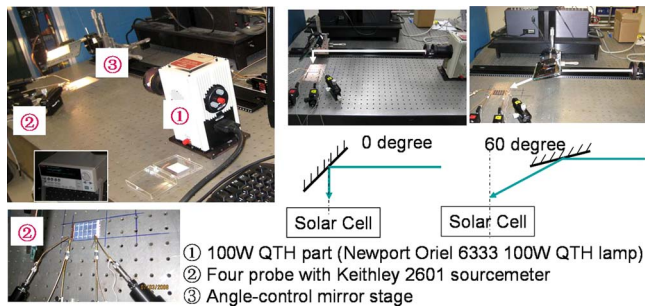 ③
①
②
②
0 degree
60 degree
Solar Cell
Solar Cell
① 100W QTH part (Newport Oriel 6333 100W QTH lamp)
② Four probe with Keithley 2601 sourcemeter
③ Angle-control mirror stage